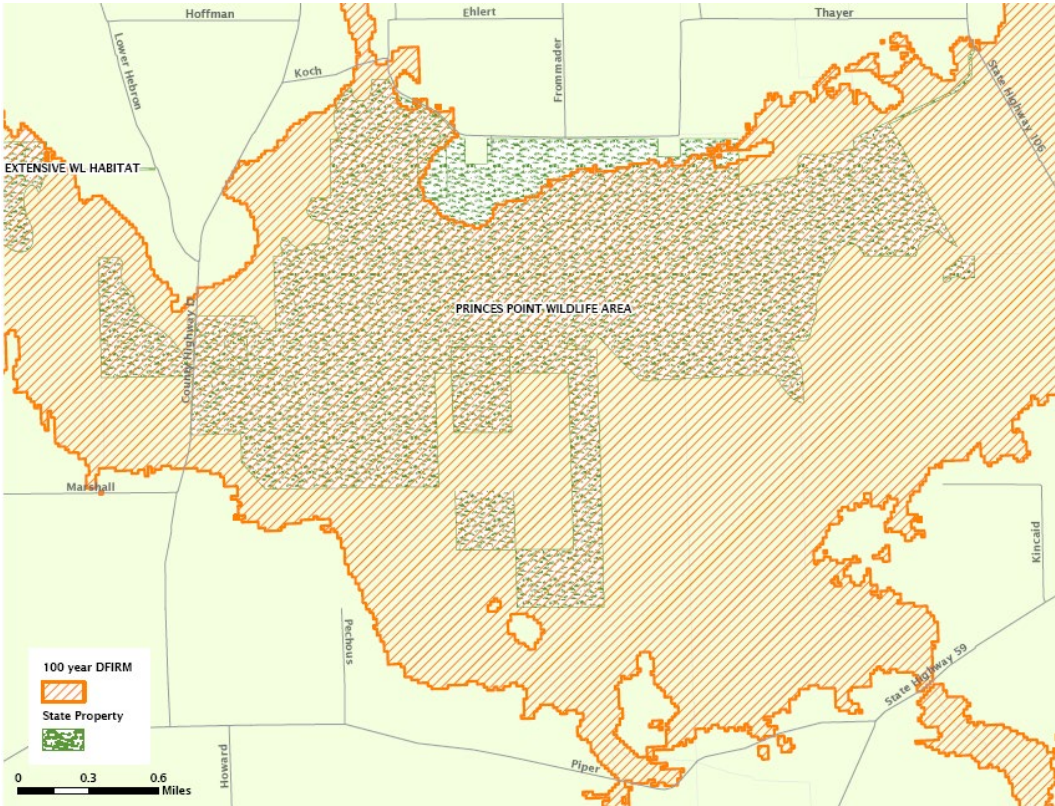 Hoffman
Ehlert
Thayer
Lower Hebron
Koch
Frommader
State Highway 106
EXTENSIVE WL HABITAT
PRINCES POINT WILDLIFE AREA
County Highway D
Marshall
Kincaid
Pechous
State Highway 59
Howard
Piper
100 year DFIRM
State Property
0 0.3 0.6
Miles